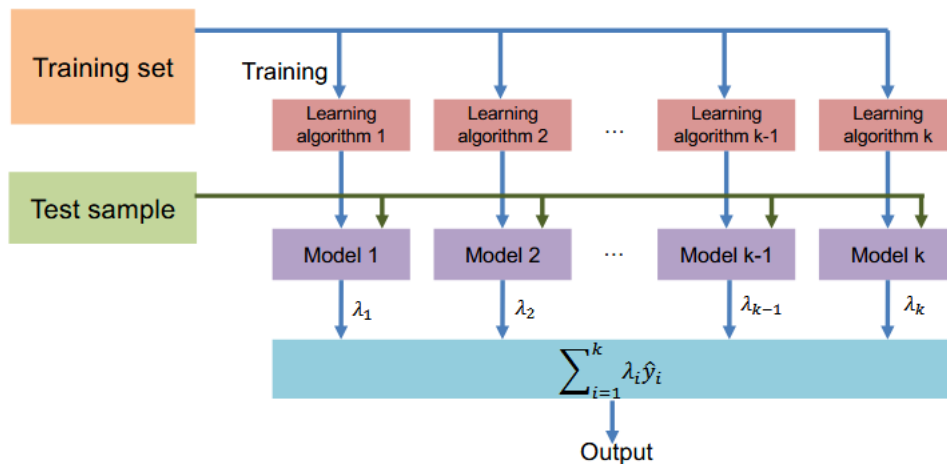 Training set
Training
Learning
algorithm 1
Learning
algorithm 2
...
Learning
algorithm k-1
Learning
algorithm k
Test sample
Model 1
Model 2
...
Model k-1
Model k
λ₁
λ₂
λₖ₋₁
λₖ
∑ᵢ₌₁ᵏ λᵢŷᵢ
Output